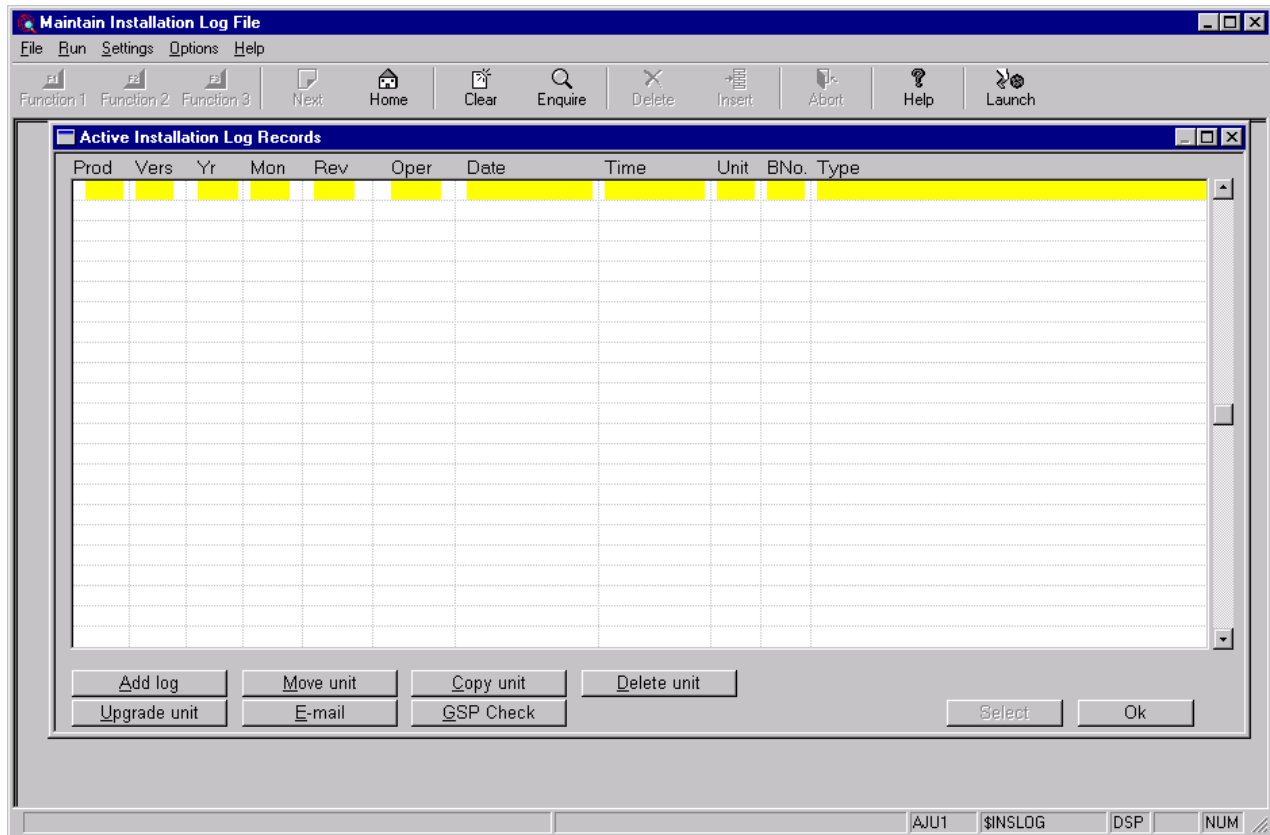 Maintain Installation Log File
File Run Settings Options Help
F1 F2 F3
Function 1 Function 2 Function 3 Next Home Clear Enquire Delete Insert Abort Help Launch
Active Installation Log Records
Prod Vers Yr Mon Rev Oper Date Time Unit BNo. Type
Add log Move unit Copy unit Delete unit
Upgrade unit E-mail GSP Check Select Ok
AJU1 $INSLOG DSP NUM